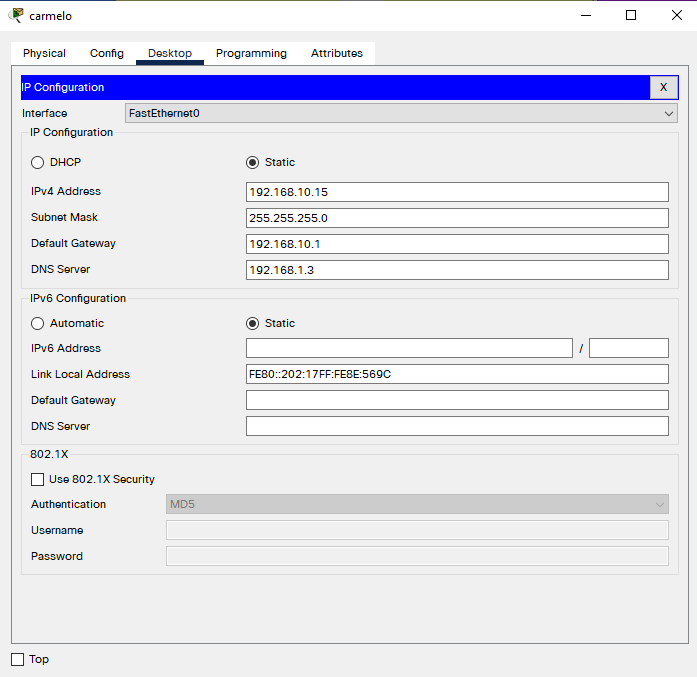 carmelo
Physical Config Desktop Programming Attributes
IP Configuration X
Interface FastEthernet0
IP Configuration
DHCP Static
IPv4 Address 192.168.10.15
Subnet Mask 255.255.255.0
Default Gateway 192.168.10.1
DNS Server 192.168.1.3
IPv6 Configuration
Automatic Static
IPv6 Address /
Link Local Address FE80::202:17FF:FE8E:569C
Default Gateway
DNS Server
802.1X
Use 802.1X Security
Authentication MD5
Username
Password
Top